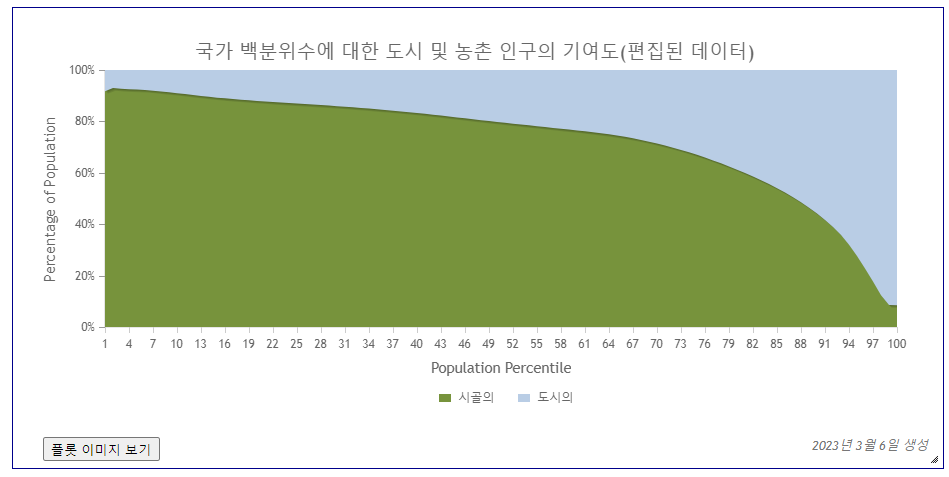 국가 백분위수에 대한 도시 및 농촌 인구의 기여도(편집된 데이터)
Percentage of Population
100%
80%
60%
40%
20%
0%
1 4 7 10 13 16 19 22 25 28 31 34 37 40 43 46 49 52 55 58 61 64 67 70 73 76 79 82 85 88 91 94 97 100
Population Percentile
시골의 도시의
플롯 이미지 보기
2023년 3월 6일 생성